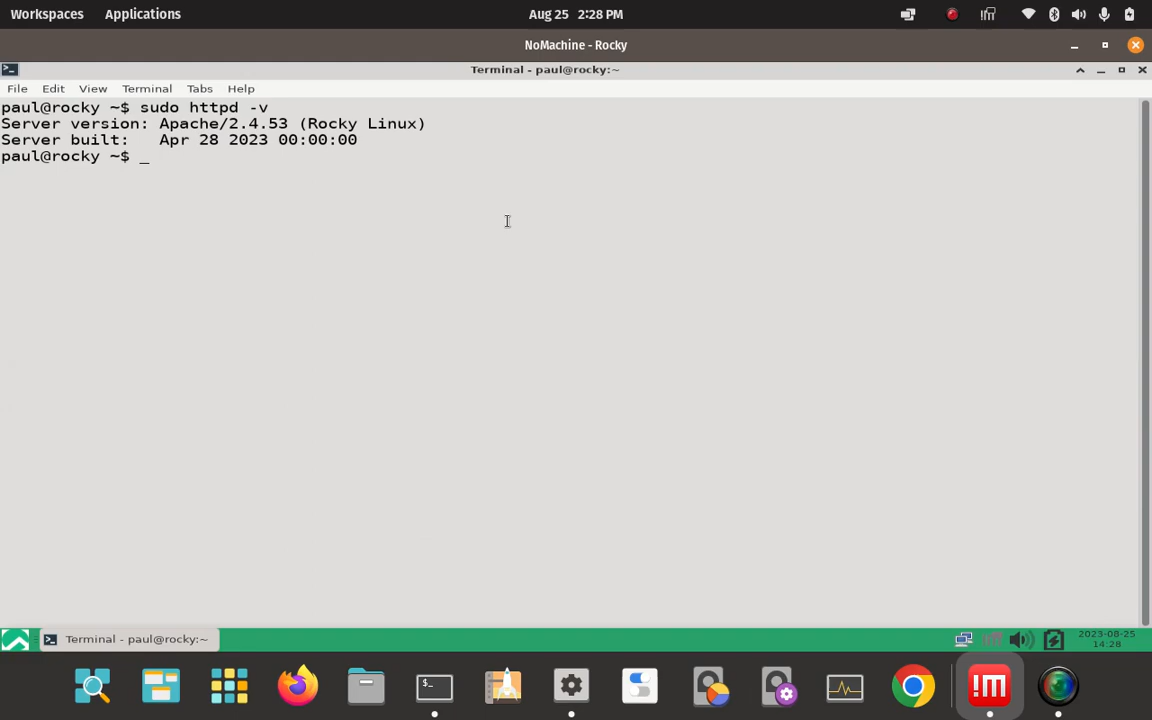 Workspaces Applications Aug 25 2:28 PM
NoMachine - Rocky
Terminal - paul@rocky:~
File Edit View Terminal Tabs Help
paul@rocky ~$ sudo httpd -v
Server version: Apache/2.4.53 (Rocky Linux)
Server built:   Apr 28 2023 00:00:00
paul@rocky ~$ _
Terminal - paul@rocky:~ 2023-08-25
14:28
$_ !M